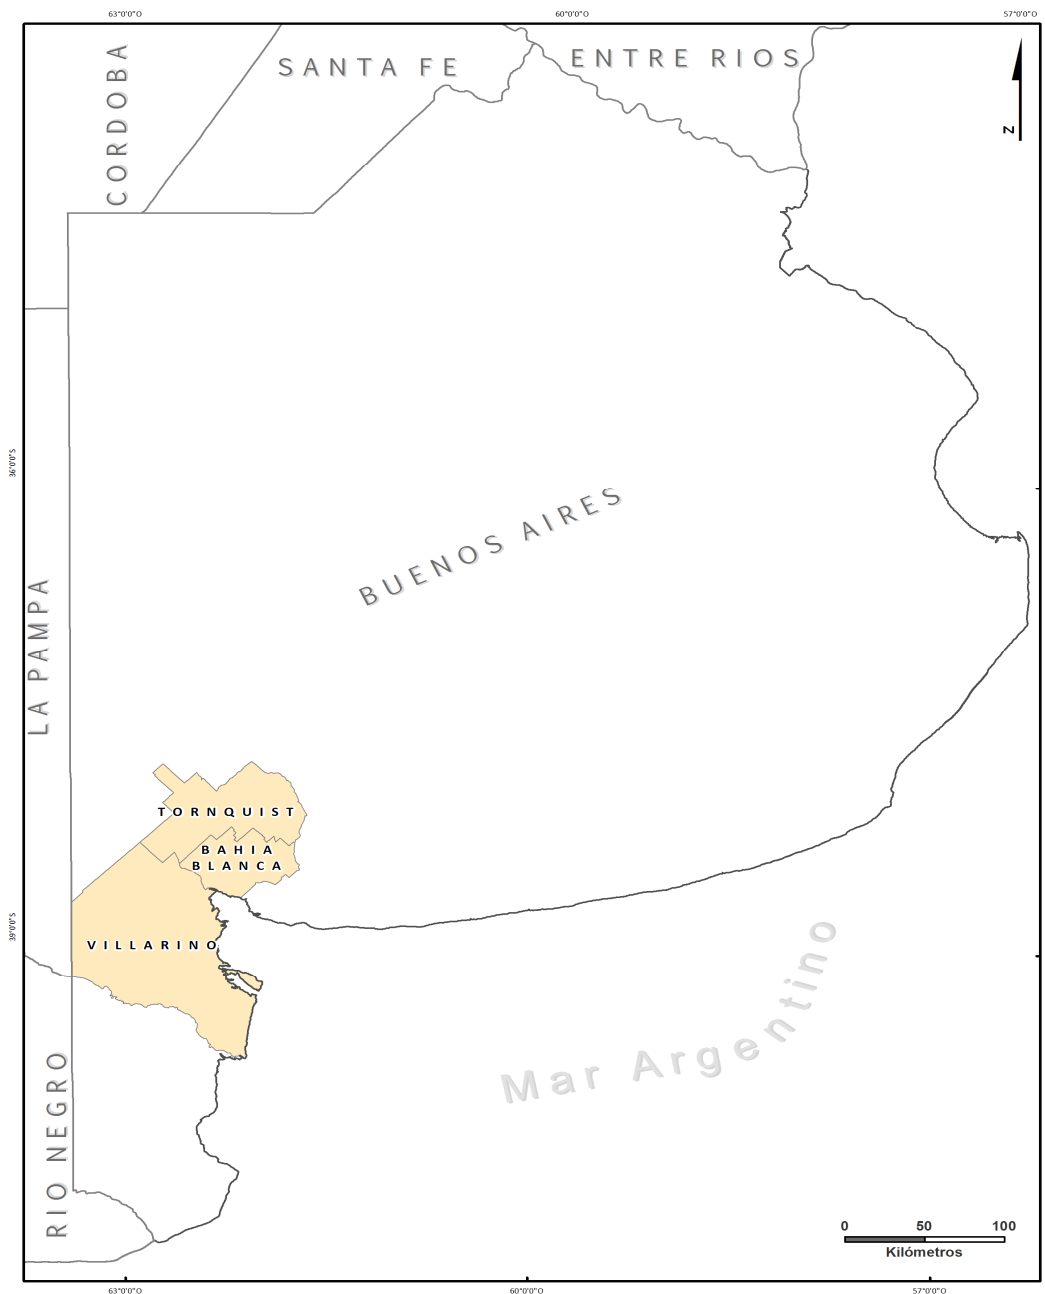 63°0'0"O
60°0'0"O
57°0'0"O
CORDOBA
SANTA FE
ENTRE RIOS
N
36°0'0"S
BUENOS AIRES
LA PAMPA
TORNQUIST
BAHIA
BLANCA
39°0'0"S
VILLARINO
Mar Argentino
RIO NEGRO
0 50 100
Kilómetros
63°0'0"O
60°0'0"O
57°0'0"O